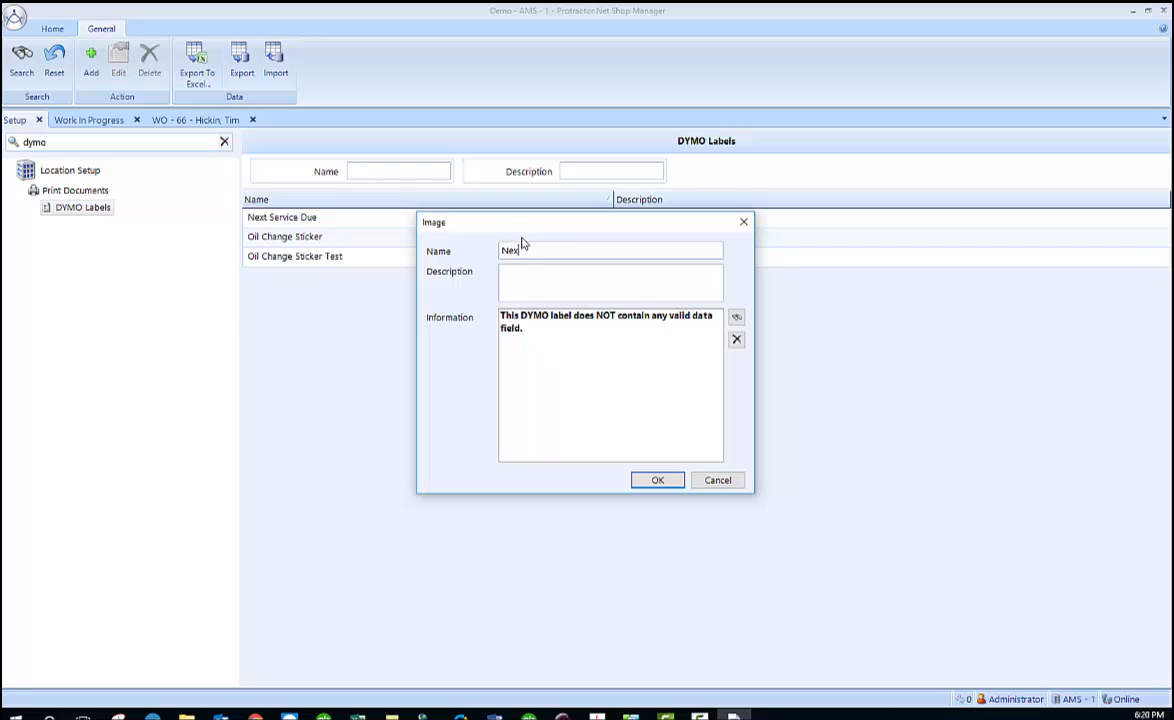 Demo - AMS - 1 - Protractor.Net Shop Manager
Home General
Search Reset Add Edit Delete Export To Excel... Export Import
Search Action Data
Setup Work In Progress WO - 66 - Hickin, Tim
dymo
DYMO Labels
Location Setup
Print Documents
DYMO Labels
Name Description
Name Description
Next Service Due
Oil Change Sticker
Oil Change Sticker Test
Image
Name Nex
Description
Information This DYMO label does NOT contain any valid data
field.
OK Cancel
0 Administrator AMS - 1 Online
6:20 PM